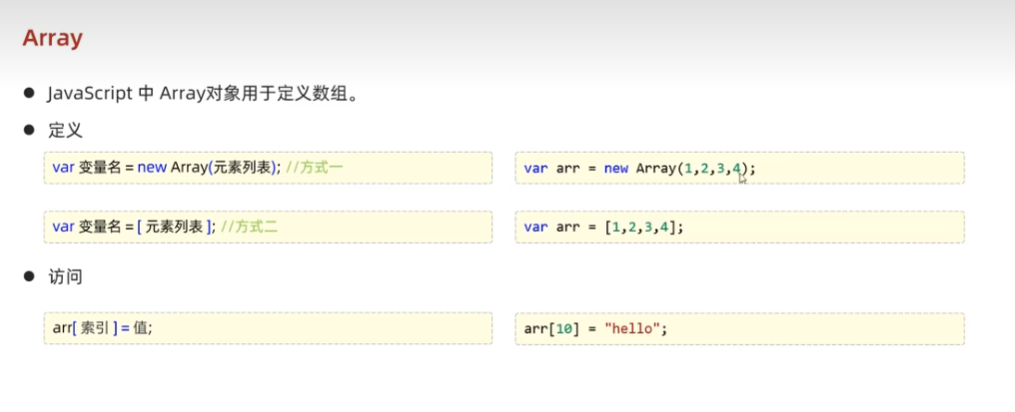 Array
● JavaScript 中 Array对象用于定义数组。
● 定义
var 变量名 = new Array(元素列表); //方式一
var arr = new Array(1,2,3,4);
var 变量名 = [ 元素列表 ]; //方式二
var arr = [1,2,3,4];
● 访问
arr[ 索引 ] = 值;
arr[10] = "hello";